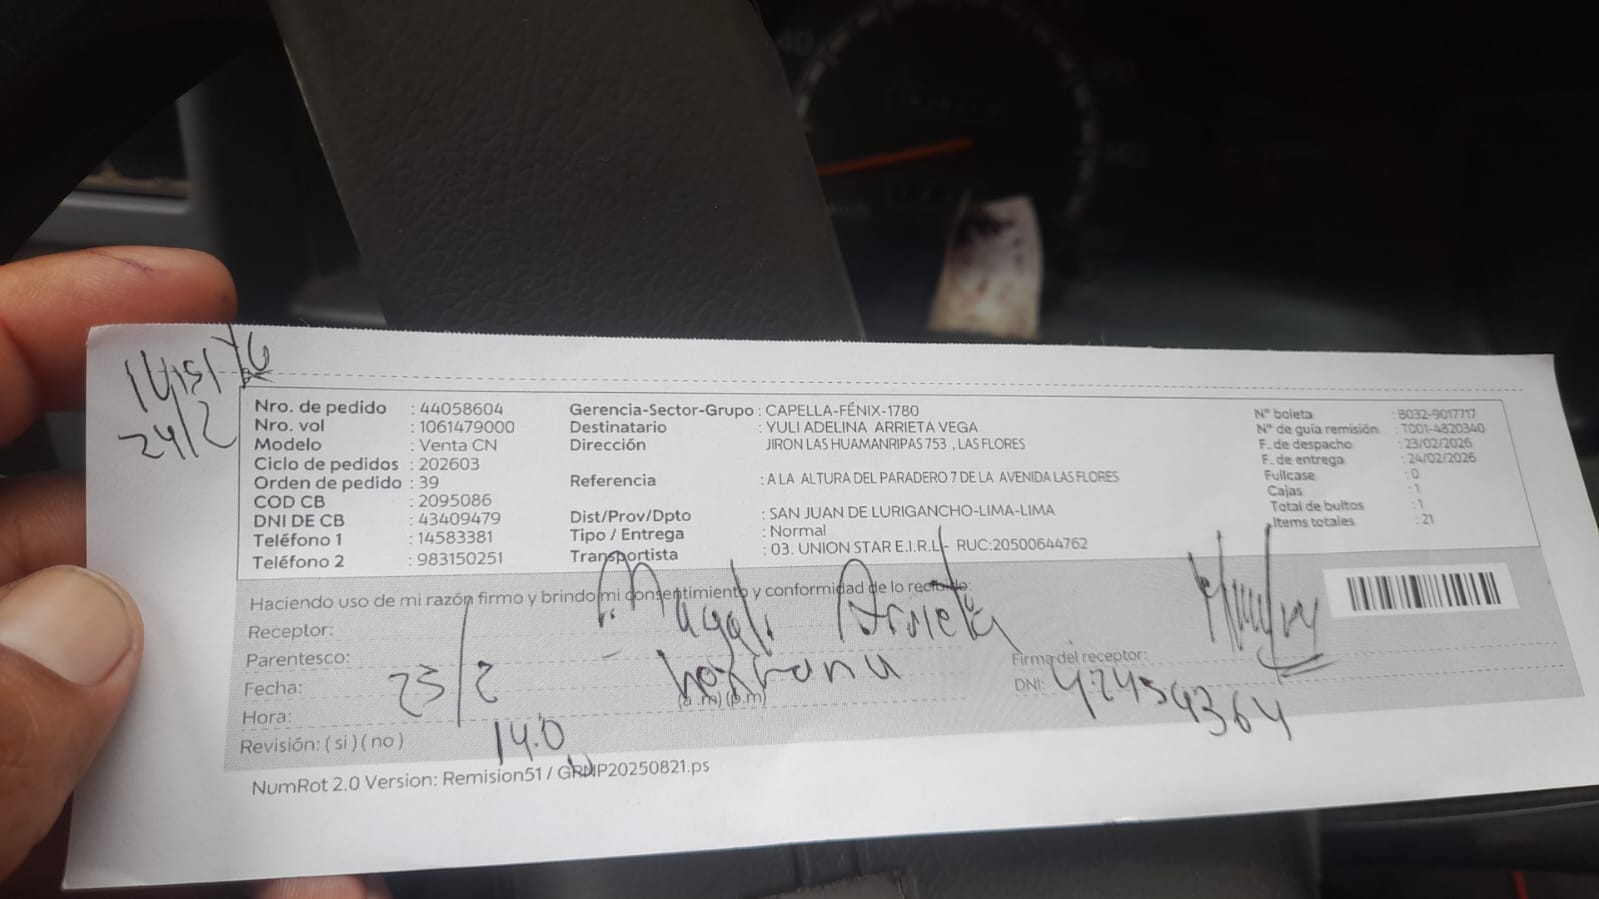 24/2
Nro. de pedido : 44058604
Nro. vol : 1061479000
Modelo : Venta CN
Ciclo de pedidos : 202603
Orden de pedido : 39
COD CB : 2095086
DNI DE CB : 43409479
Teléfono 1 : 14583381
Teléfono 2 : 983150251
Gerencia-Sector-Grupo : CAPELLA-FÉNIX-1780
Destinatario : YULI ADELINA ARRIETA VEGA
Dirección JIRON LAS HUAMANRIPAS 753 , LAS FLORES
Referencia : A LA ALTURA DEL PARADERO 7 DE LA AVENIDA LAS FLORES
Dist/Prov/Dpto : SAN JUAN DE LURIGANCHO-LIMA-LIMA
Tipo / Entrega : Normal
Transportista : 03. UNION STAR E.I.R.L - RUC:20500644762
N° boleta : B032-9017717
N° de guía remisión : T001-4820340
F. de despacho : 23/02/2026
F. de entrega : 24/02/2026
Fullcase : 0
Cajas : 1
Total de bultos : 1
Items totales : 21
Haciendo uso de mi razón firmo y brindo mi consentimiento y conformidad de lo recibido:
Receptor: Magali Arrieta
Parentesco: hermana
Fecha: 25/2
Hora: 14.0 (a.m) (p.m)
Revisión: ( si ) ( no )
Firma del receptor:
DNI: 42454364
NumRot 2.0 Version: Remision51 / GRMP20250821.ps